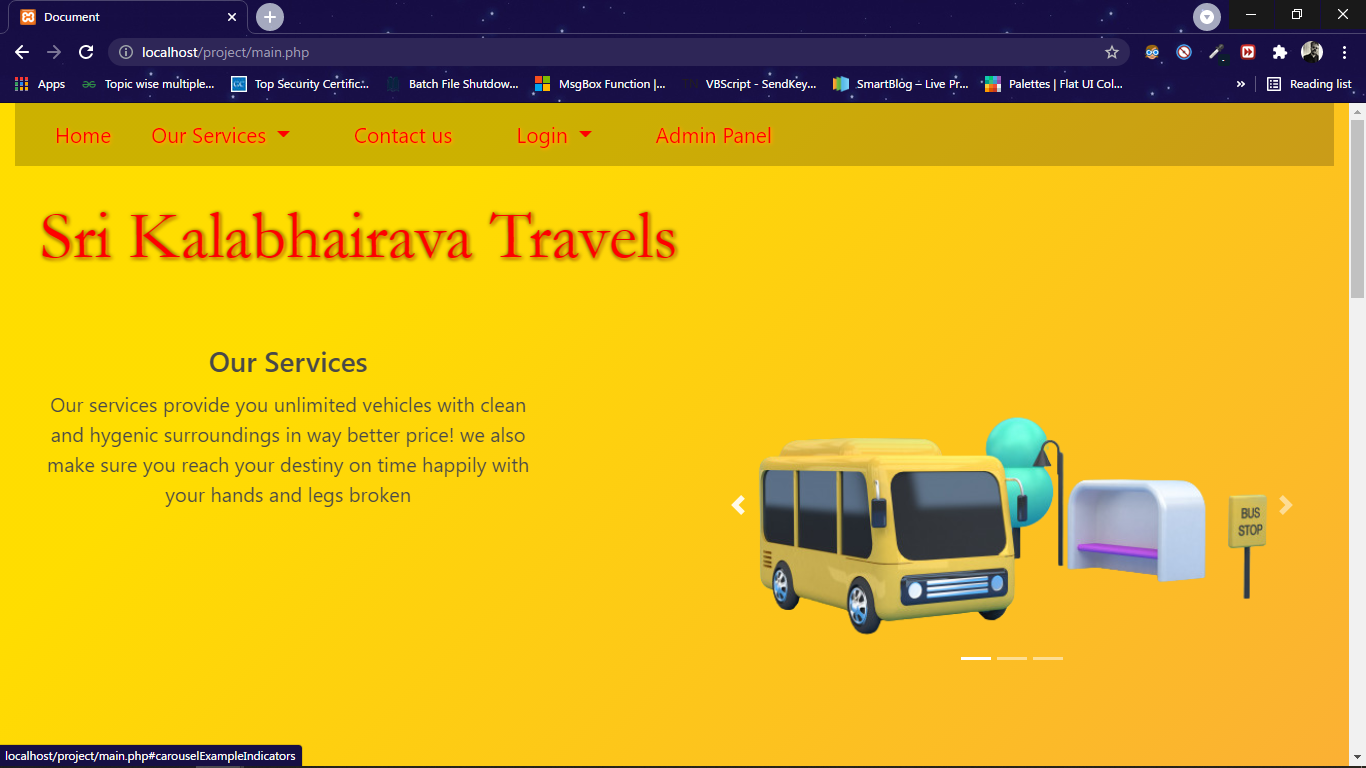 Document
localhost/project/main.php
Apps
Topic wise multiple...
Top Security Certific...
Batch File Shutdow...
MsgBox Function |...
VBScript - SendKey...
SmartBlog – Live Pr...
Palettes | Flat UI Col...
»
Reading list
Home
Our Services
Contact us
Login
Admin Panel
Sri Kalabhairava Travels
Our Services
Our services provide you unlimited vehicles with clean
and hygenic surroundings in way better price! we also
make sure you reach your destiny on time happily with
your hands and legs broken
BUS
STOP
localhost/project/main.php#carouselExampleIndicators